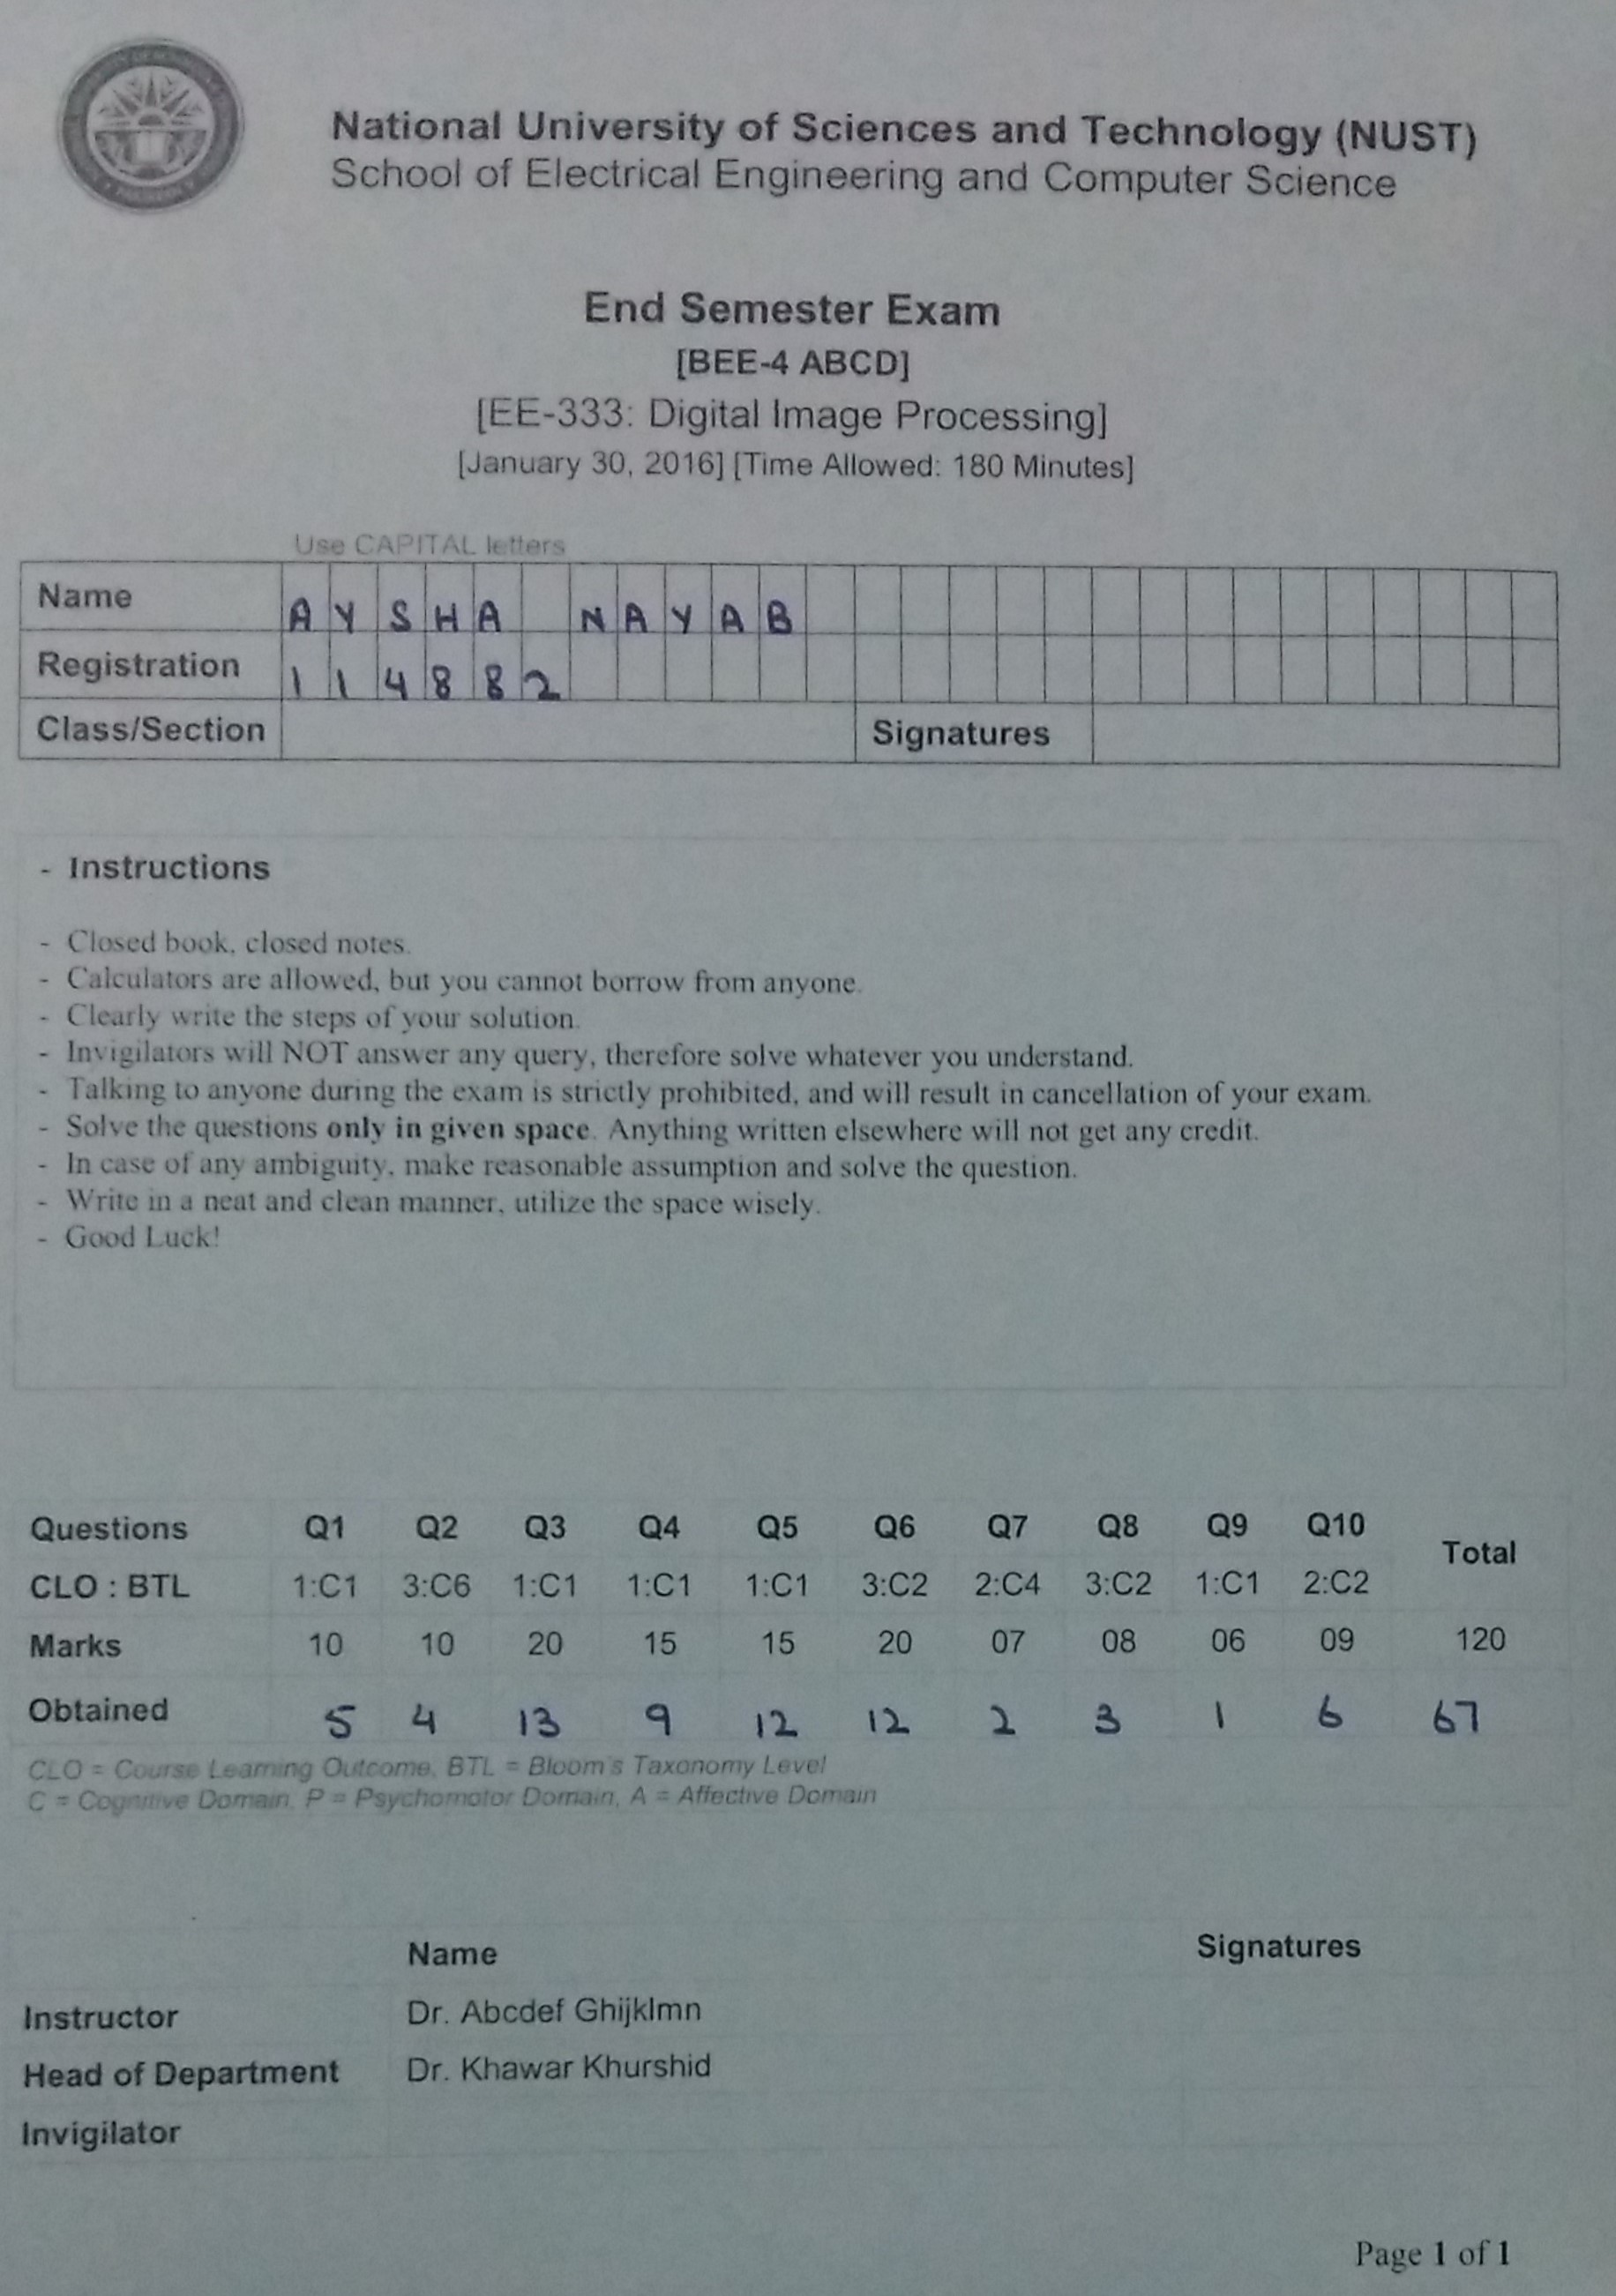 National University of Sciences and Technology (NUST)
School of Electrical Engineering and Computer Science
End Semester Exam
[BEE-4 ABCD]
[EE-333: Digital Image Processing]
[January 30, 2016] [Time Allowed: 180 Minutes]
Use CAPITAL letters
Name AYSHA NAYAB
Registration 114882
Class/Section Signatures
- Instructions
- Closed book, closed notes.
- Calculators are allowed, but you cannot borrow from anyone.
- Clearly write the steps of your solution.
- Invigilators will NOT answer any query, therefore solve whatever you understand.
- Talking to anyone during the exam is strictly prohibited, and will result in cancellation of your exam.
- Solve the questions only in given space. Anything written elsewhere will not get any credit.
- In case of any ambiguity, make reasonable assumption and solve the question.
- Write in a neat and clean manner, utilize the space wisely.
- Good Luck!
Questions Q1 Q2 Q3 Q4 Q5 Q6 Q7 Q8 Q9 Q10 Total
CLO : BTL 1:C1 3:C6 1:C1 1:C1 1:C1 3:C2 2:C4 3:C2 1:C1 2:C2
Marks 10 10 20 15 15 20 07 08 06 09 120
Obtained 5 4 13 9 12 12 2 3 1 6 67
CLO = Course Learning Outcome, BTL = Bloom's Taxonomy Level
C = Cognitive Domain, P = Psychomotor Domain, A = Affective Domain
Name Signatures
Instructor Dr. Abcdef Ghijklmn
Head of Department Dr. Khawar Khurshid
Invigilator
Page 1 of 1